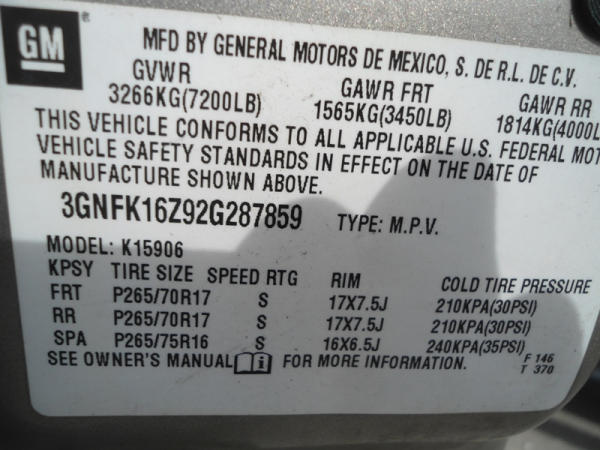 GM
MFD BY GENERAL MOTORS DE MEXICO, S. DE R.L. DE C.V.
GVWR GAWR FRT GAWR RR
3266KG(7200LB) 1565KG(3450LB) 1814KG(4000L
THIS VEHICLE CONFORMS TO ALL APPLICABLE U.S. FEDERAL MOT
VEHICLE SAFETY STANDARDS IN EFFECT ON THE DATE OF
MANUFACTURE SHOWN ABOVE.
3GNFK16Z92G287859 TYPE: M.P.V.
MODEL: K15906
KPSY TIRE SIZE SPEED RTG RIM COLD TIRE PRESSURE
FRT P265/70R17 S 17X7.5J 210KPA(30PSI)
RR P265/70R17 S 17X7.5J 210KPA(30PSI)
SPA P265/75R16 S 16X6.5J 240KPA(35PSI)
SEE OWNER'S MANUAL i FOR MORE INFORMATION. F 146
T 370